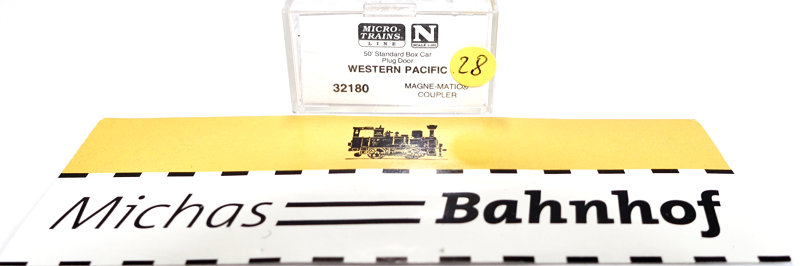 MICRO-
TRAINS
LINE
N
SCALE 1:160
50' Standard Box Car
Plug Door
WESTERN PACIFIC
28
32180
MAGNE-MATIC®
COUPLER
Michas Bahnhof